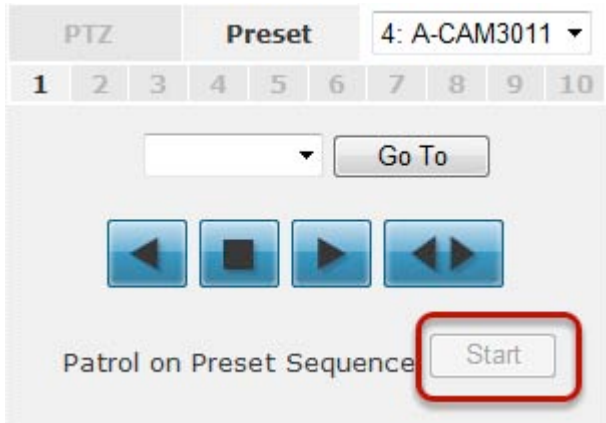 PTZ Preset 4: A-CAM3011
1 2 3 4 5 6 7 8 9 10
Go To
Patrol on Preset Sequence Start